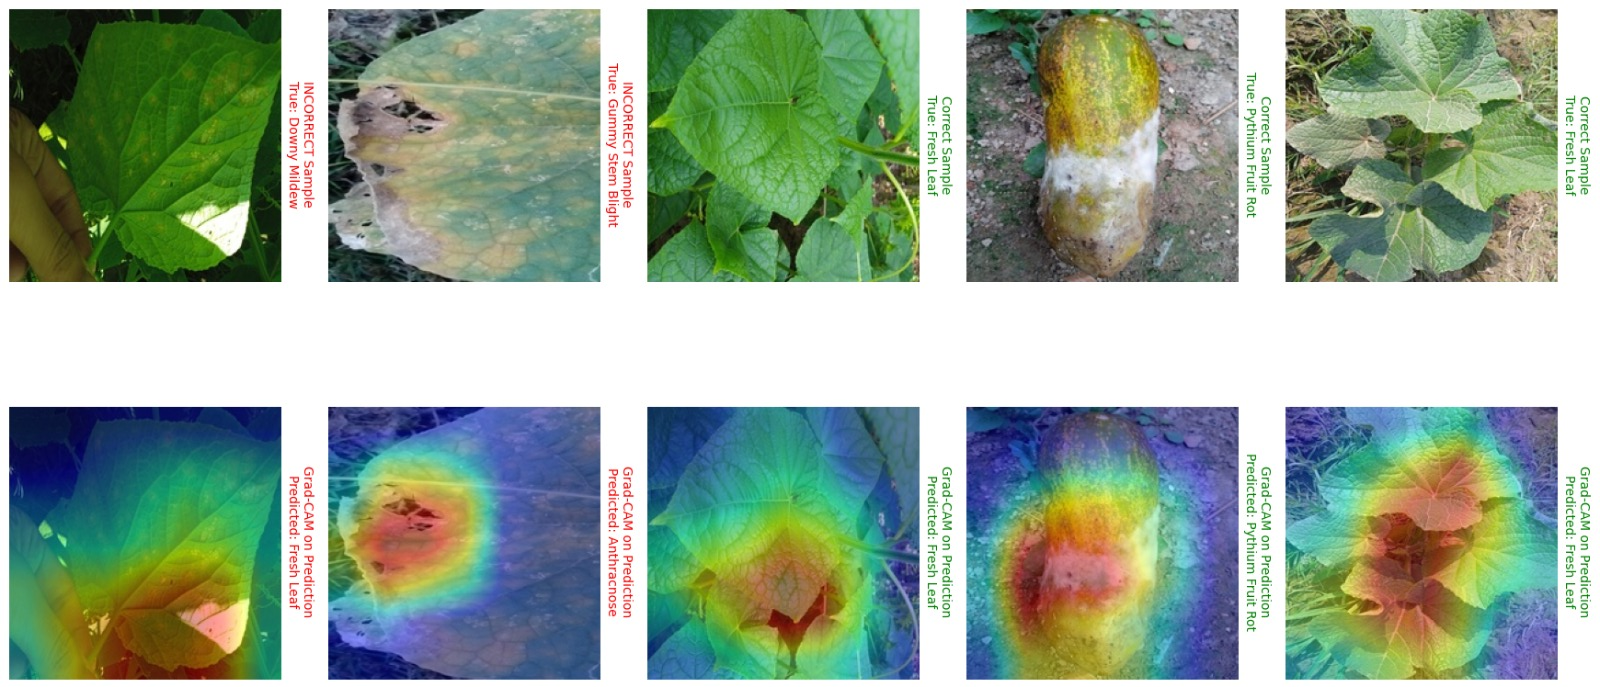 INCORRECT Sample
True: Downy Mildew
INCORRECT Sample
True: Gummy Stem Blight
Correct Sample
True: Fresh Leaf
Correct Sample
True: Pythium Fruit Rot
Correct Sample
True: Fresh Leaf
Grad-CAM on Prediction
Predicted: Fresh Leaf
Grad-CAM on Prediction
Predicted: Anthracnose
Grad-CAM on Prediction
Predicted: Fresh Leaf
Grad-CAM on Prediction
Predicted: Pythium Fruit Rot
Grad-CAM on Prediction
Predicted: Fresh Leaf